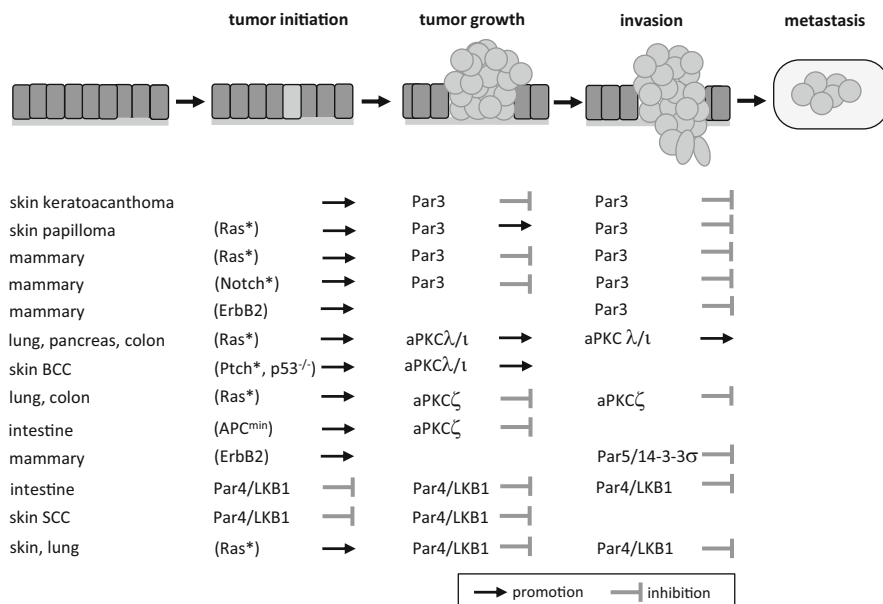 tumor initiation tumor growth invasion metastasis
skin keratoacanthoma Par3 Par3
skin papilloma (Ras*) Par3 Par3
mammary (Ras*) Par3 Par3
mammary (Notch*) Par3 Par3
mammary (ErbB2) Par3
lung, pancreas, colon (Ras*) aPKCλ/ι aPKC λ/ι
skin BCC (Ptch*, p53-/-) aPKCλ/ι
lung, colon (Ras*) aPKCζ aPKCζ
intestine (APCmin) aPKCζ
mammary (ErbB2) Par5/14-3-3σ
intestine Par4/LKB1 Par4/LKB1 Par4/LKB1
skin SCC Par4/LKB1 Par4/LKB1
skin, lung (Ras*) Par4/LKB1 Par4/LKB1
promotion inhibition